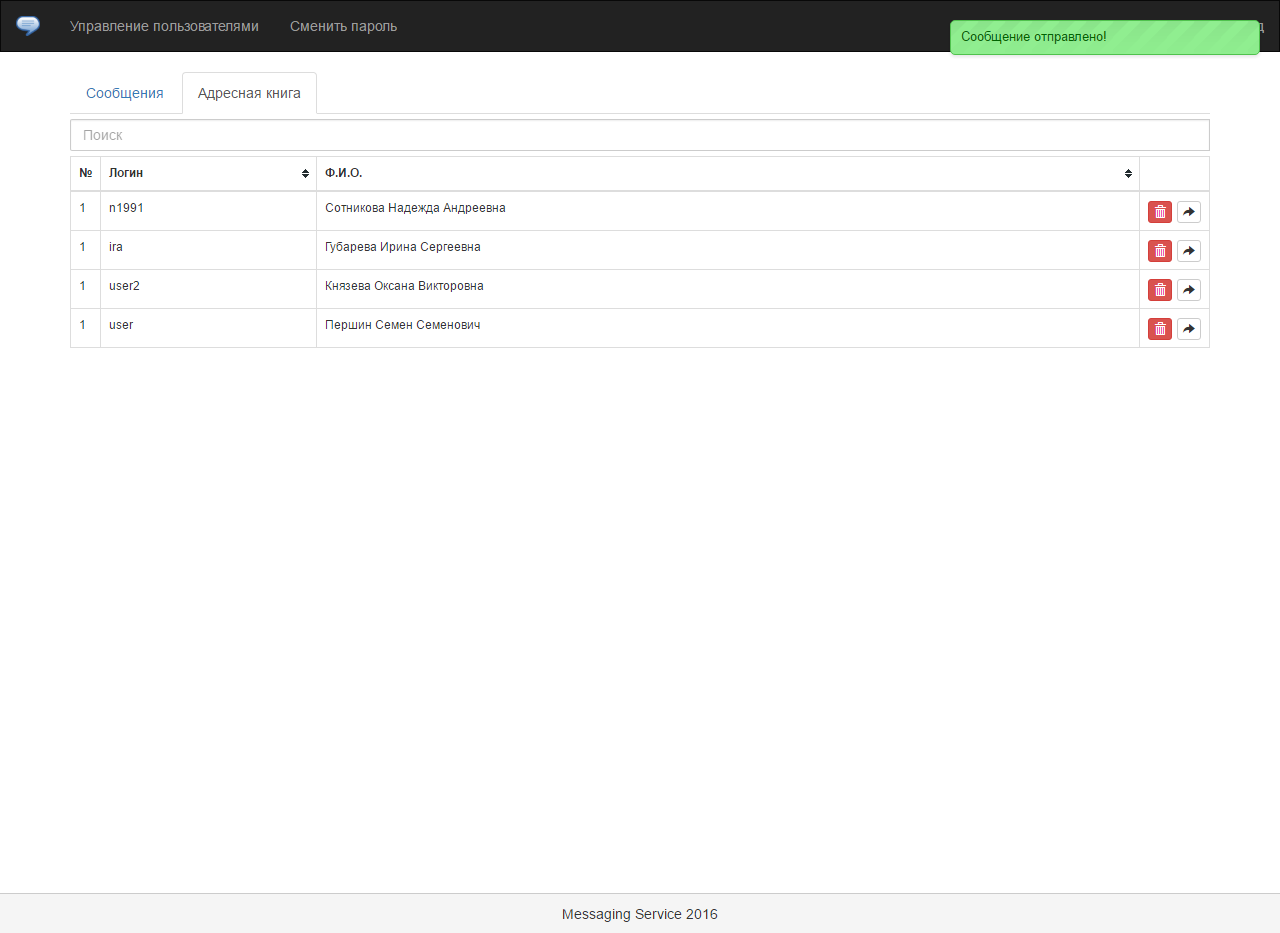 Управление пользователями Сменить пароль
Сообщение отправлено!
Сообщения Адресная книга
Поиск
№ Логин Ф.И.О.
1 n1991 Сотникова Надежда Андреевна
1 ira Губарева Ирина Сергеевна
1 user2 Князева Оксана Викторовна
1 user Першин Семен Семенович
Messaging Service 2016